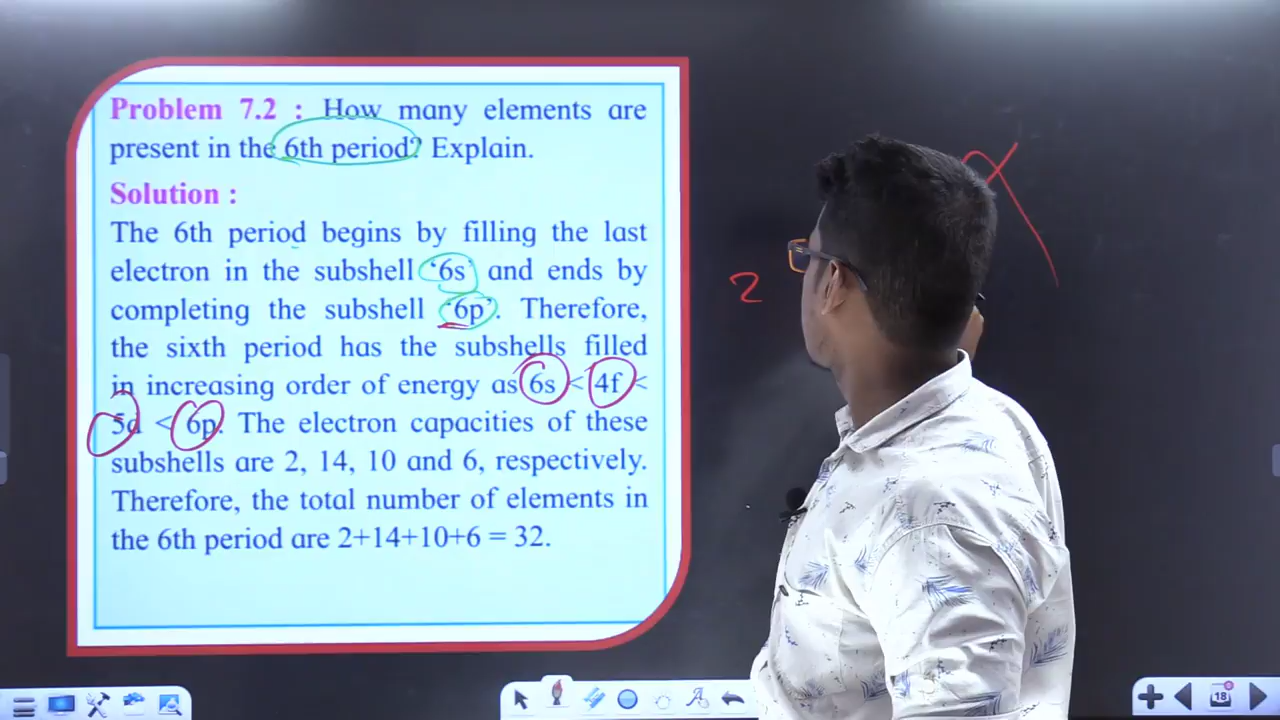 Problem 7.2 : How many elements are
present in the 6th period? Explain.
Solution :
The 6th period begins by filling the last
electron in the subshell ‘6s’ and ends by
completing the subshell ‘6p’. Therefore,
the sixth period has the subshells filled
in increasing order of energy as 6s < 4f <
5d < 6p. The electron capacities of these
subshells are 2, 14, 10 and 6, respectively.
Therefore, the total number of elements in
the 6th period are 2+14+10+6 = 32.
2
18